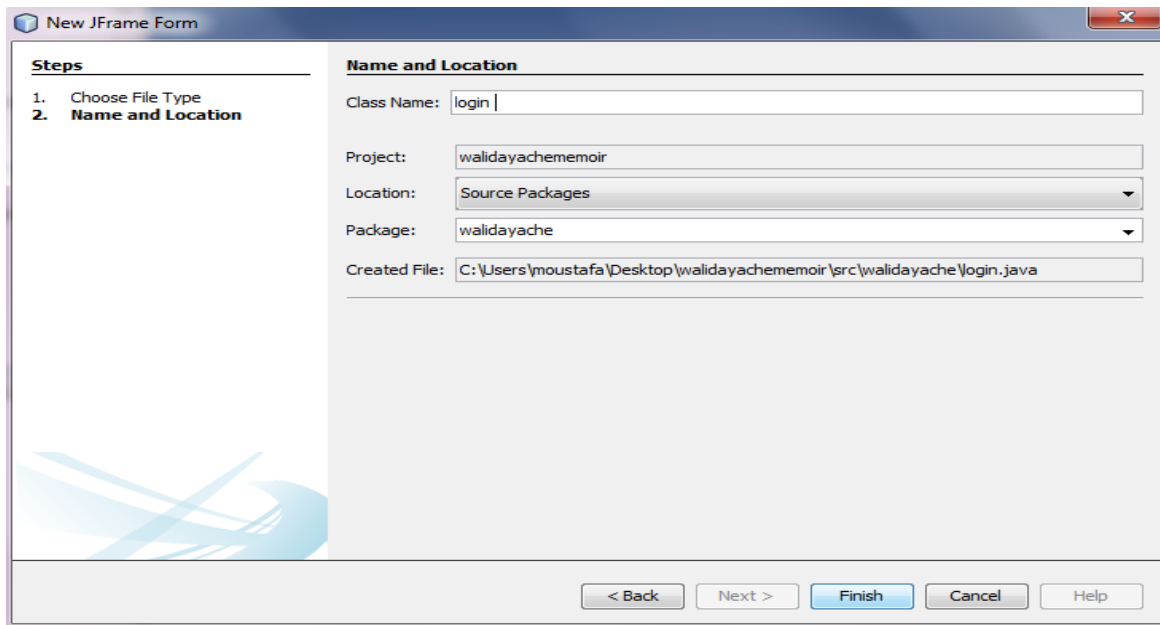 New JFrame Form
Steps
1. Choose File Type
2. Name and Location
Name and Location
Class Name: login
Project: walidayachememoir
Location: Source Packages
Package: walidayache
Created File: C:\Users\moustafa\Desktop\walidayachememoir\src\walidayache\login.java
< Back Next > Finish Cancel Help